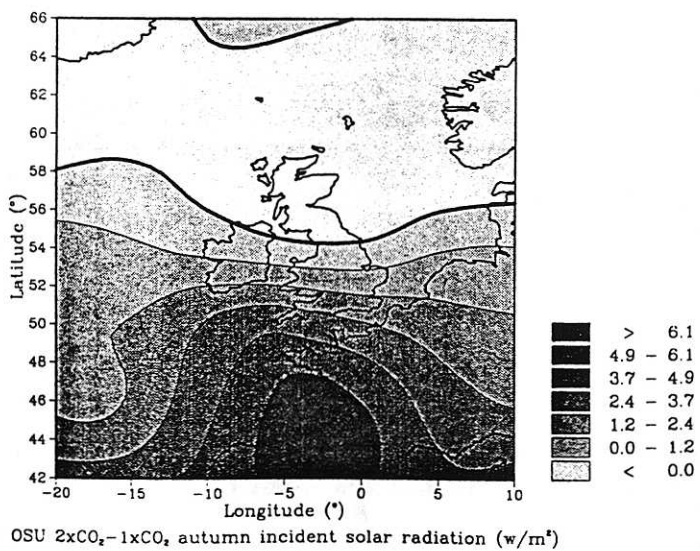 66
64
62
60
58
56
54
52
50
48
46
44
42
Latitude (°)
-20 -15 -10 -5 0 5 10
Longitude (°)
> 6.1
4.9 - 6.1
3.7 - 4.9
2.4 - 3.7
1.2 - 2.4
0.0 - 1.2
< 0.0
OSU 2xCO₂-1xCO₂ autumn incident solar radiation (w/m²)